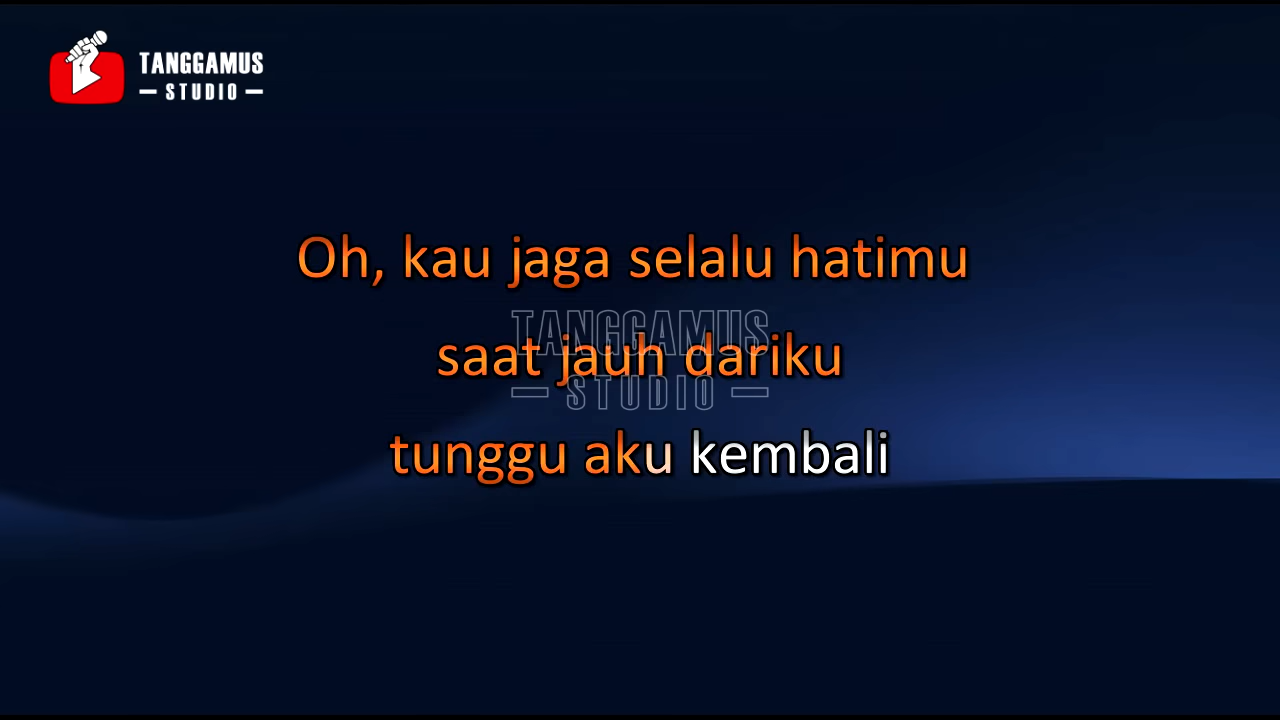 TANGGAMUS
STUDIO
Oh, kau jaga selalu hatimu
TANGGAMUS
saat jauh dariku
STUDIO
tunggu aku kembali